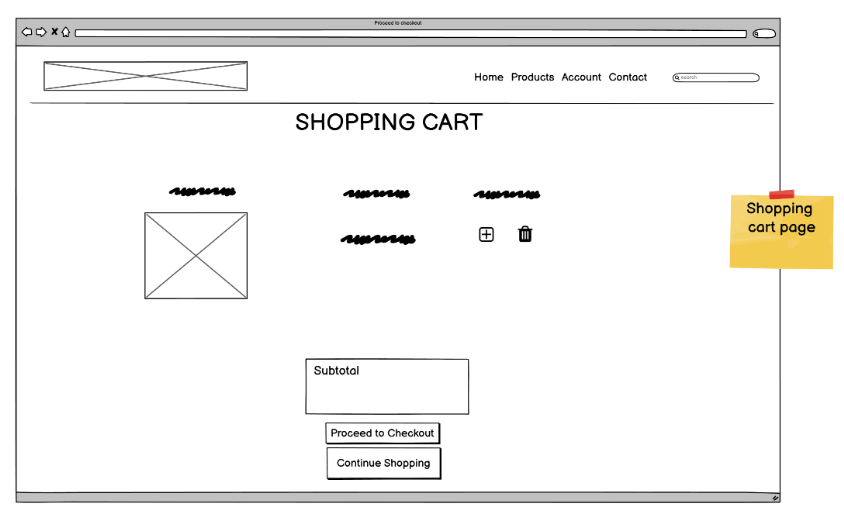 Proceed to checkout
Home Products Account Contact
search
SHOPPING CART
Shopping
cart page
Subtotal
Proceed to Checkout
Continue Shopping